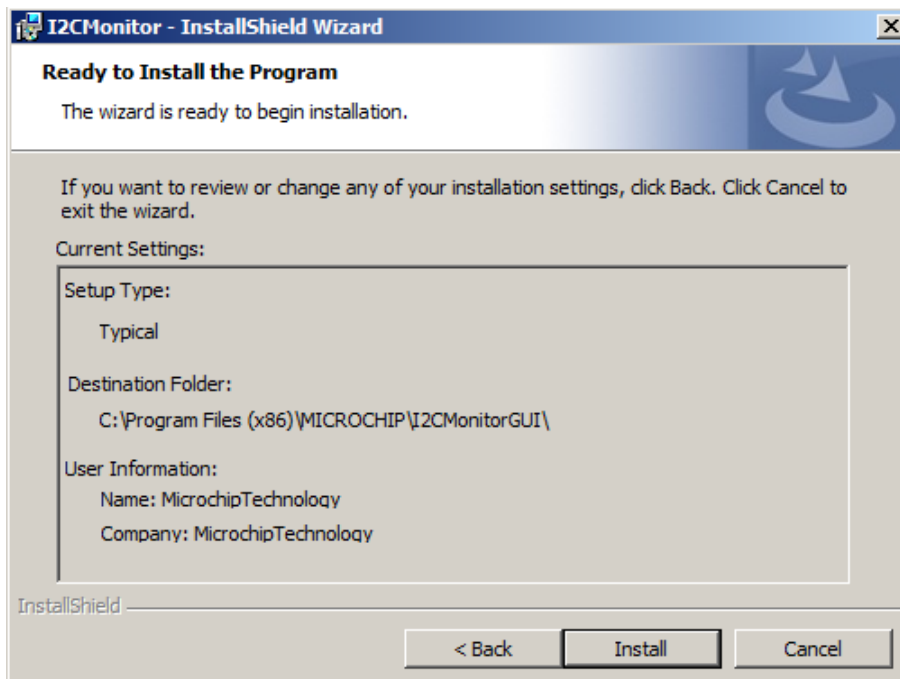 I2CMonitor - InstallShield Wizard
Ready to Install the Program
The wizard is ready to begin installation.
If you want to review or change any of your installation settings, click Back. Click Cancel to
exit the wizard.
Current Settings:
Setup Type:
Typical
Destination Folder:
C:\Program Files (x86)\MICROCHIP\I2CMonitorGUI\
User Information:
Name: MicrochipTechnology
Company: MicrochipTechnology
InstallShield
< Back Install Cancel